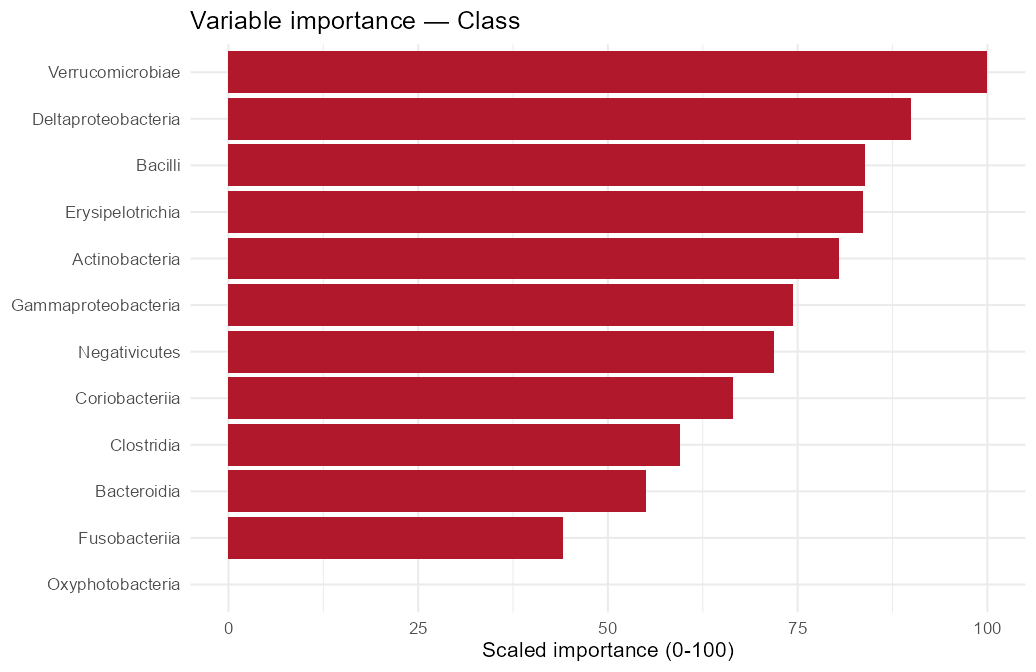 Variable importance — Class
Verrucomicrobiae
Deltaproteobacteria
Bacilli
Erysipelotrichia
Actinobacteria
Gammaproteobacteria
Negativicutes
Coriobacteriia
Clostridia
Bacteroidia
Fusobacteriia
Oxyphotobacteria
0 25 50 75 100
Scaled importance (0-100)